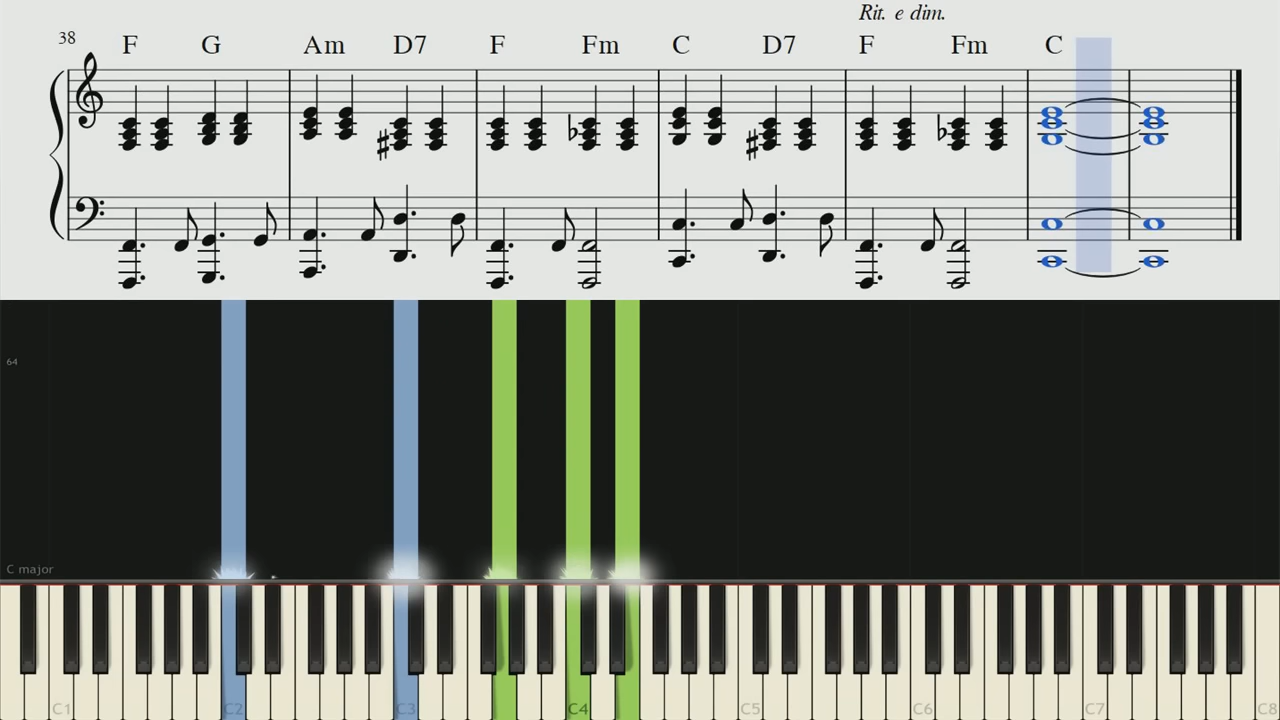 Rit. e dim.
38 F G Am D7 F Fm C D7 F Fm C
64
C major
C1 C2 C3 C4 C5 C6 C7 C8